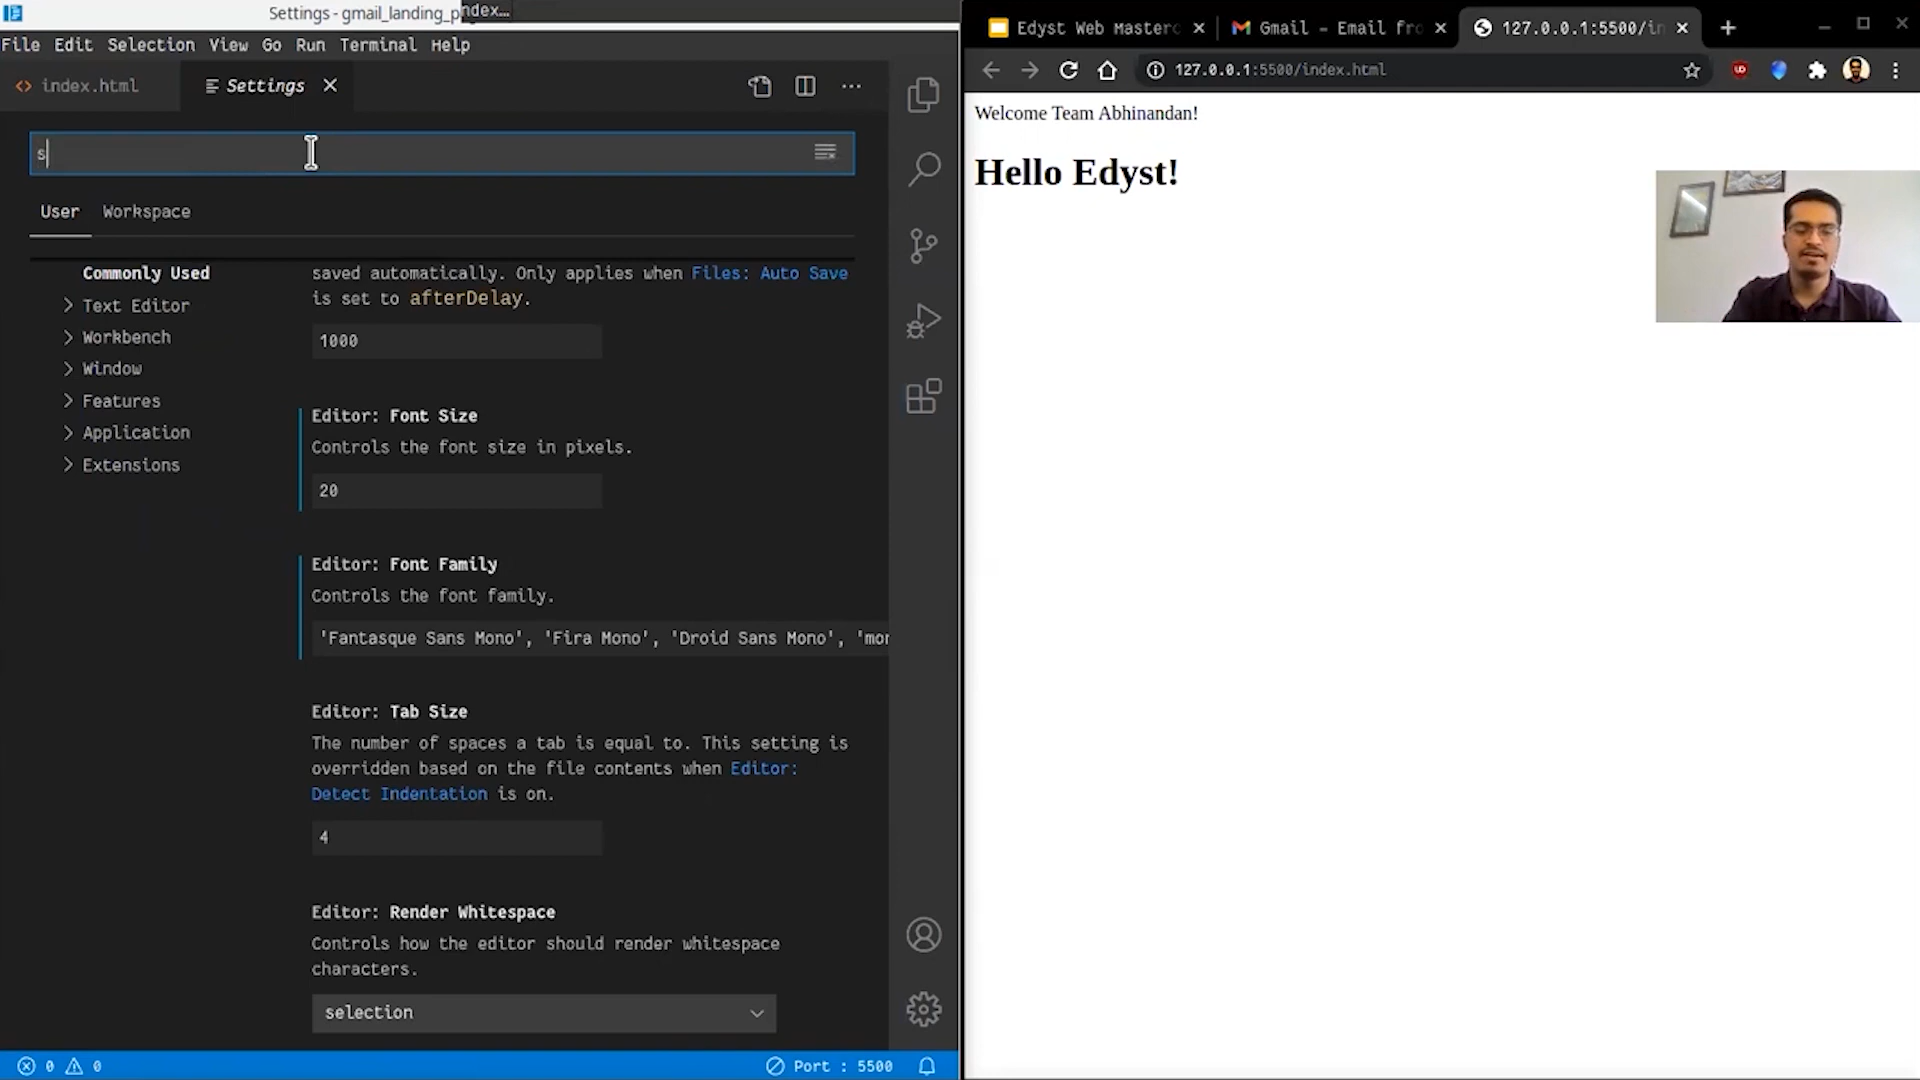 Settings - gmail_landing_p
ndex...
File Edit Selection View Go Run Terminal Help
index.html
Settings
s
User Workspace
Commonly Used
Text Editor
Workbench
Window
Features
Application
Extensions
saved automatically. Only applies when Files: Auto Save
is set to afterDelay.
1000
Editor: Font Size
Controls the font size in pixels.
20
Editor: Font Family
Controls the font family.
'Fantasque Sans Mono', 'Fira Mono', 'Droid Sans Mono', 'mon
Editor: Tab Size
The number of spaces a tab is equal to. This setting is
overridden based on the file contents when Editor:
Detect Indentation is on.
4
Editor: Render Whitespace
Controls how the editor should render whitespace
characters.
selection
0 0
Port : 5500
Edyst Web Masterc
Gmail - Email fro
127.0.0.1:5500/in
127.0.0.1:5500/index.html
Welcome Team Abhinandan!
Hello Edyst!